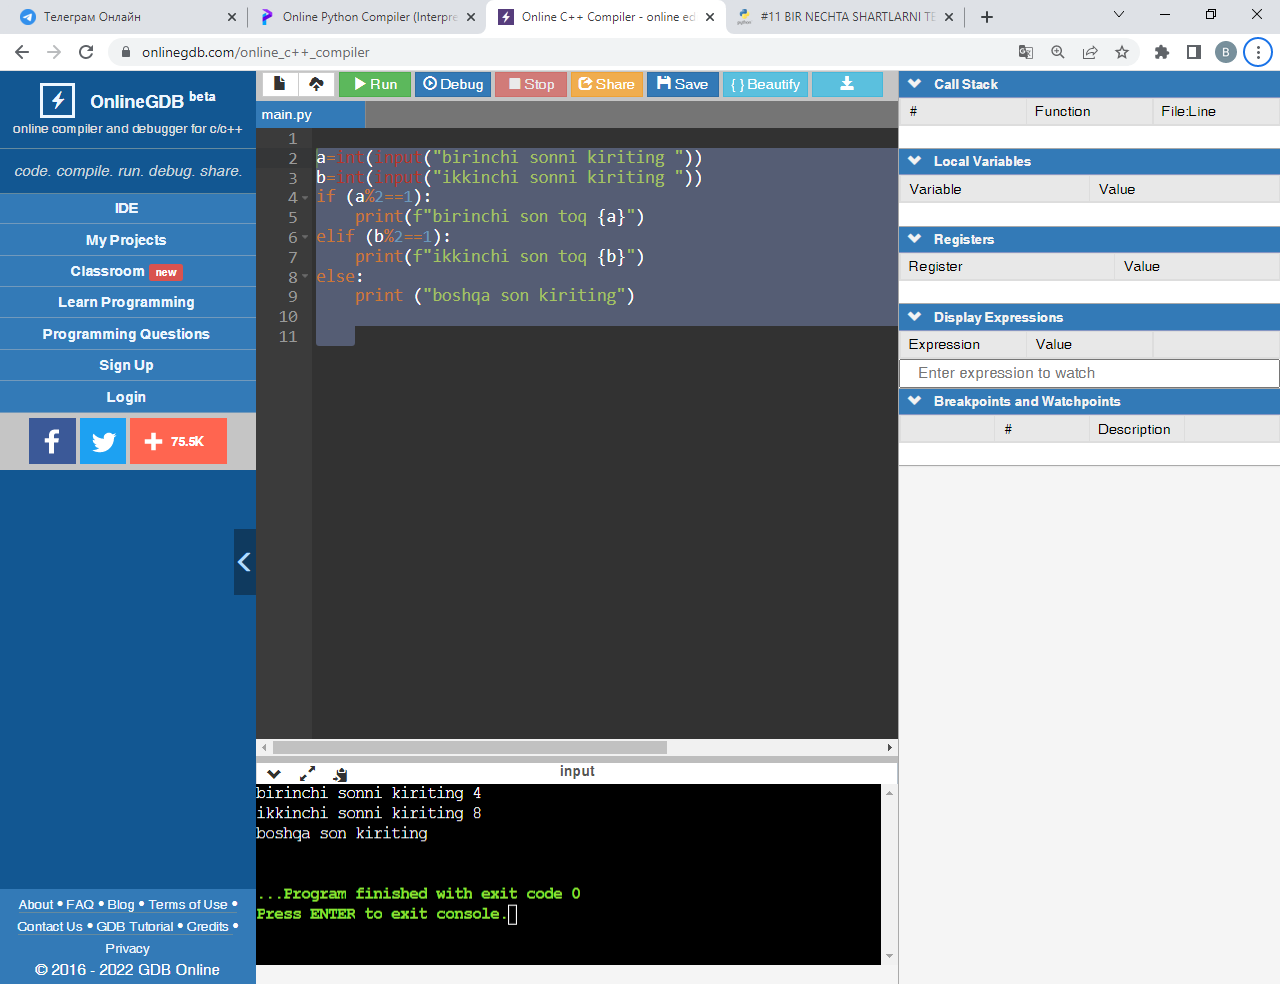 Телеграм Онлайн
Online Python Compiler (Interpre
Online C++ Compiler - online ed
#11 BIR NECHTA SHARTLARNI TE
onlinegdb.com/online_c++_compiler
B
OnlineGDB beta
online compiler and debugger for c/c++
code. compile. run. debug. share.
IDE
My Projects
Classroom new
Learn Programming
Programming Questions
Sign Up
Login
75.5K
About • FAQ • Blog • Terms of Use •
Contact Us • GDB Tutorial • Credits •
Privacy
© 2016 - 2022 GDB Online
Run Debug Stop Share Save { } Beautify
main.py
1
2 a=int(input("birinchi sonni kiriting "))
3 b=int(input("ikkinchi sonni kiriting "))
4 if (a%2==1):
5     print(f"birinchi son toq {a}")
6 elif (b%2==1):
7     print(f"ikkinchi son toq {b}")
8 else:
9     print ("boshqa son kiriting")
10
11
input
birinchi sonni kiriting 4
ikkinchi sonni kiriting 8
boshqa son kiriting
...Program finished with exit code 0
Press ENTER to exit console.
Call Stack
# Function File:Line
Local Variables
Variable Value
Registers
Register Value
Display Expressions
Expression Value
Enter expression to watch
Breakpoints and Watchpoints
# Description